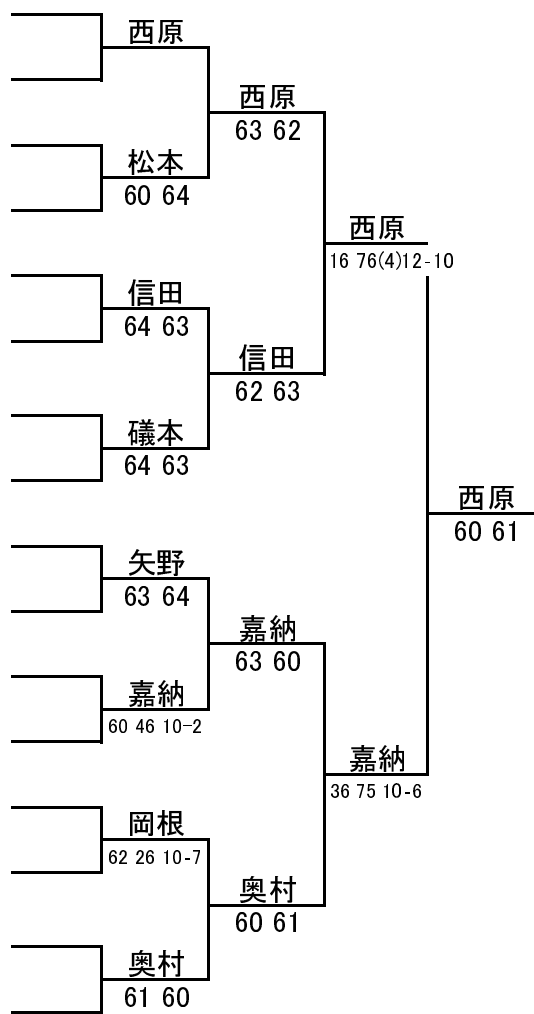 西原
西原
63 62
松本
60 64
西原
16 76(4)12-10
信田
64 63
信田
62 63
礒本
64 63
西原
60 61
矢野
63 64
嘉納
63 60
嘉納
60 46 10-2
嘉納
36 75 10-6
岡根
62 26 10-7
奥村
60 61
奥村
61 60